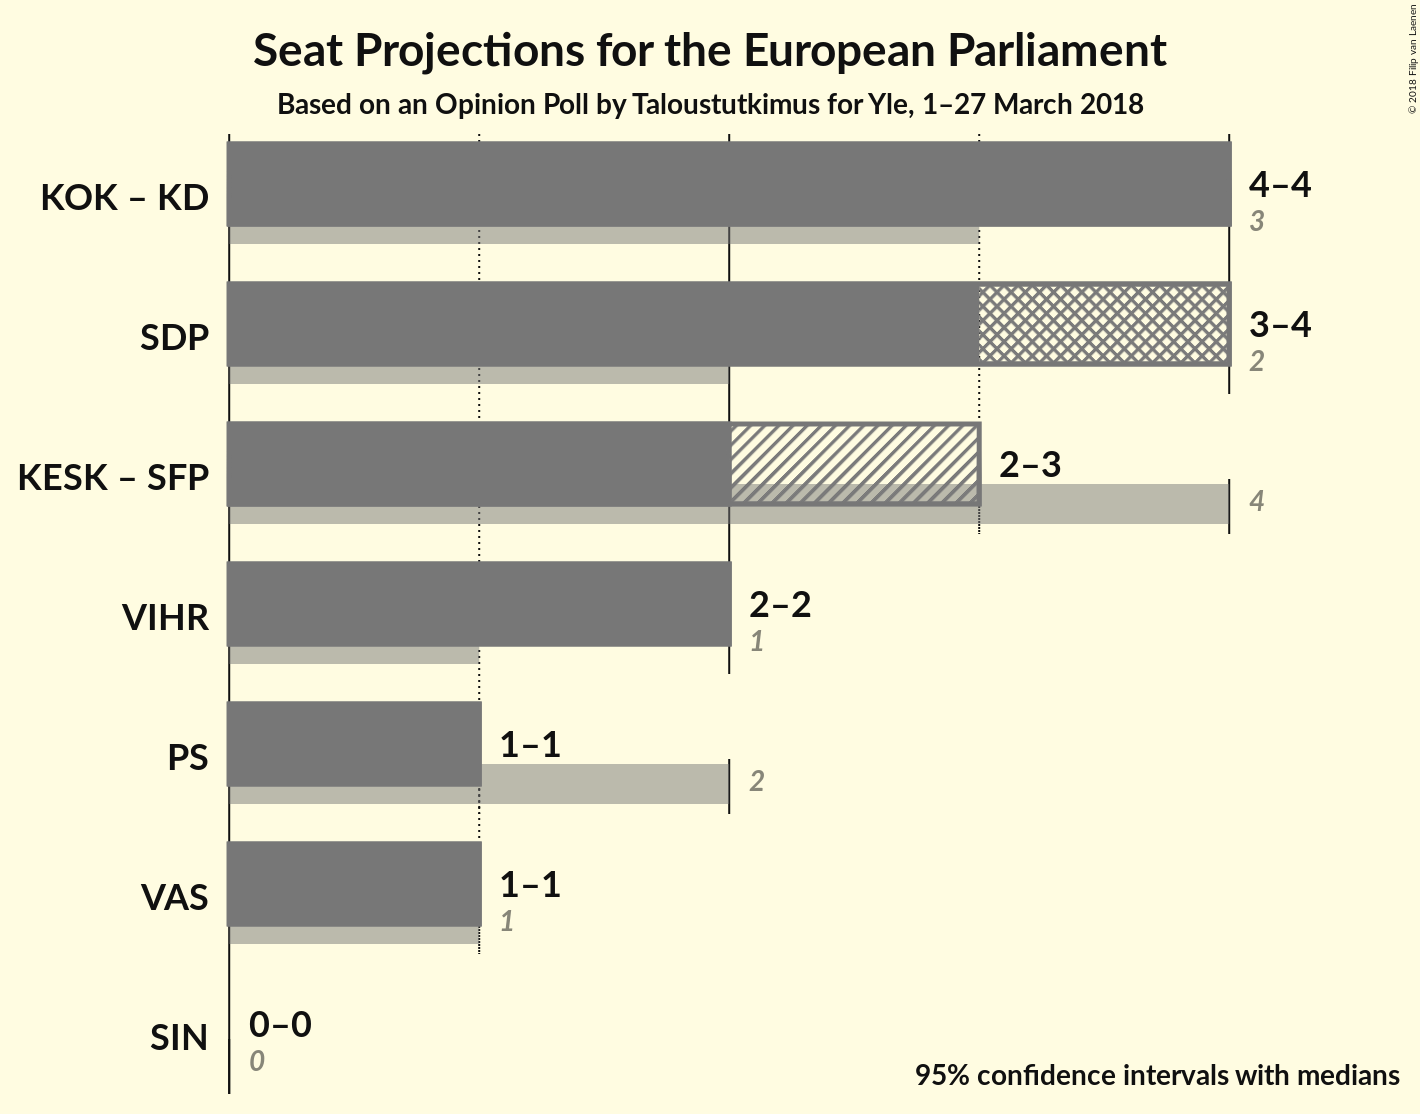 Seat Projections for the European Parliament
Based on an Opinion Poll by Taloustutkimus for Yle, 1–27 March 2018
© 2018 Filip van Laenen
KOK – KD
4–4
3
SDP
3–4
2
KESK – SFP
2–3
4
VIHR
2–2
1
PS
1–1
2
VAS
1–1
1
SIN
0–0
0
95% confidence intervals with medians